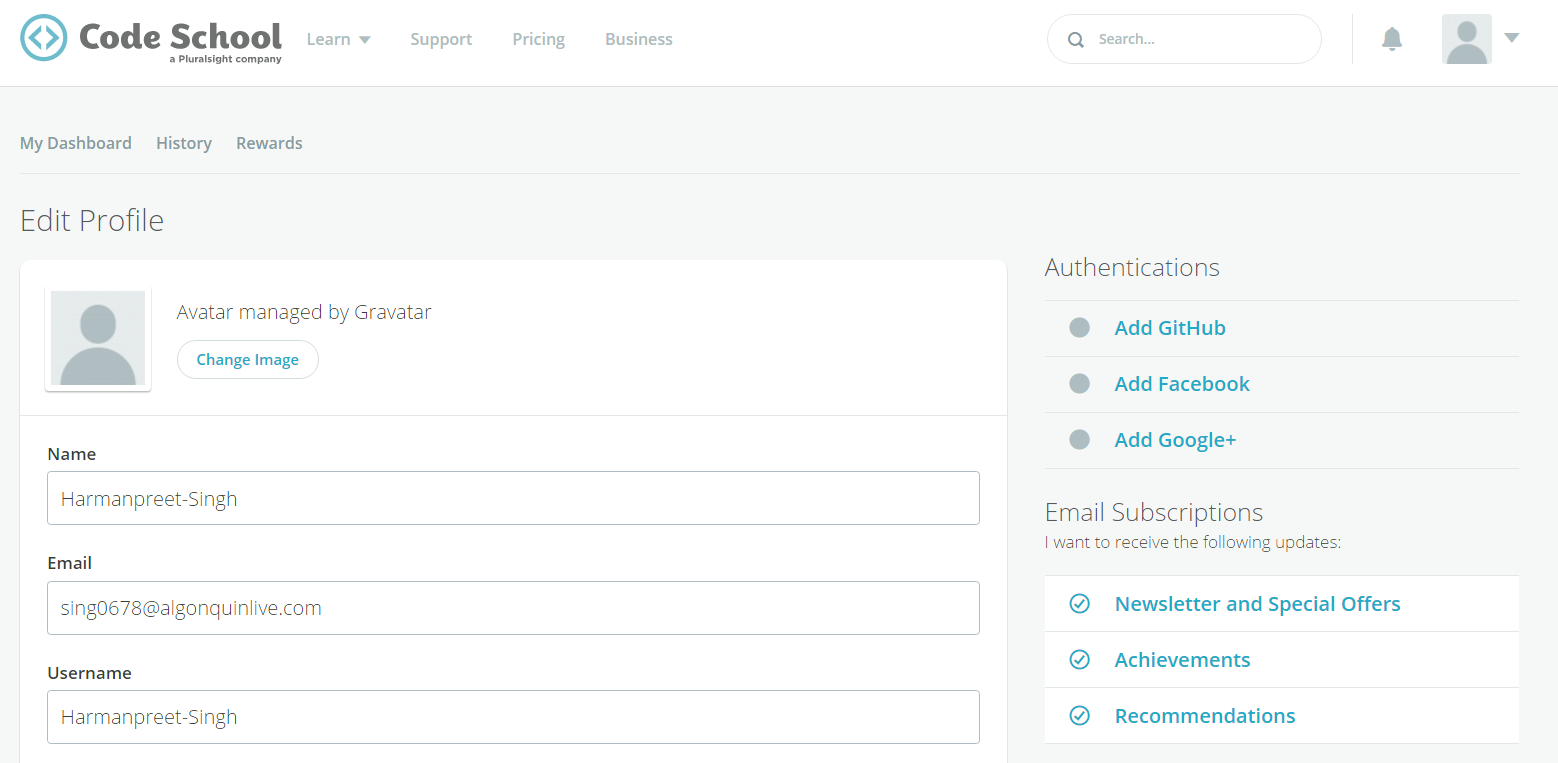 Code School
a Pluralsight company
Learn Support Pricing Business
Search...
My Dashboard History Rewards
Edit Profile
Avatar managed by Gravatar
Change Image
Name
Harmanpreet-Singh
Email
sing0678@algonquinlive.com
Username
Harmanpreet-Singh
Authentications
Add GitHub
Add Facebook
Add Google+
Email Subscriptions
I want to receive the following updates:
Newsletter and Special Offers
Achievements
Recommendations